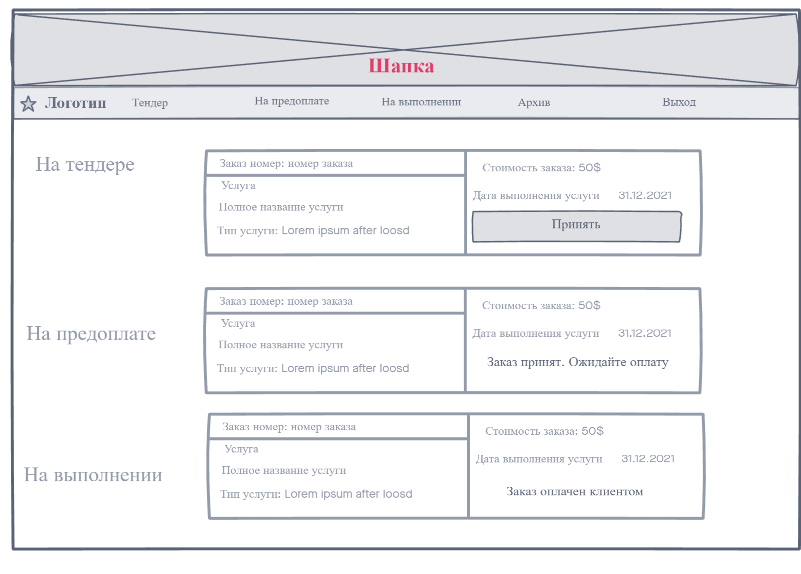 Шапка
Логотип Тендер На предоплате На выполнении Архив Выход
На тендере
Заказ номер: номер заказа
Услуга
Полное название услуги
Тип услуги: Lorem ipsum after loosd
Стоимость заказа: 50$
Дата выполнения услуги 31.12.2021
Принять
На предоплате
Заказ номер: номер заказа
Услуга
Полное название услуги
Тип услуги: Lorem ipsum after loosd
Стоимость заказа: 50$
Дата выполнения услуги 31.12.2021
Заказ принят. Ожидайте оплату
На выполнении
Заказ номер: номер заказа
Услуга
Полное название услуги
Тип услуги: Lorem ipsum after loosd
Стоимость заказа: 50$
Дата выполнения услуги 31.12.2021
Заказ оплачен клиентом